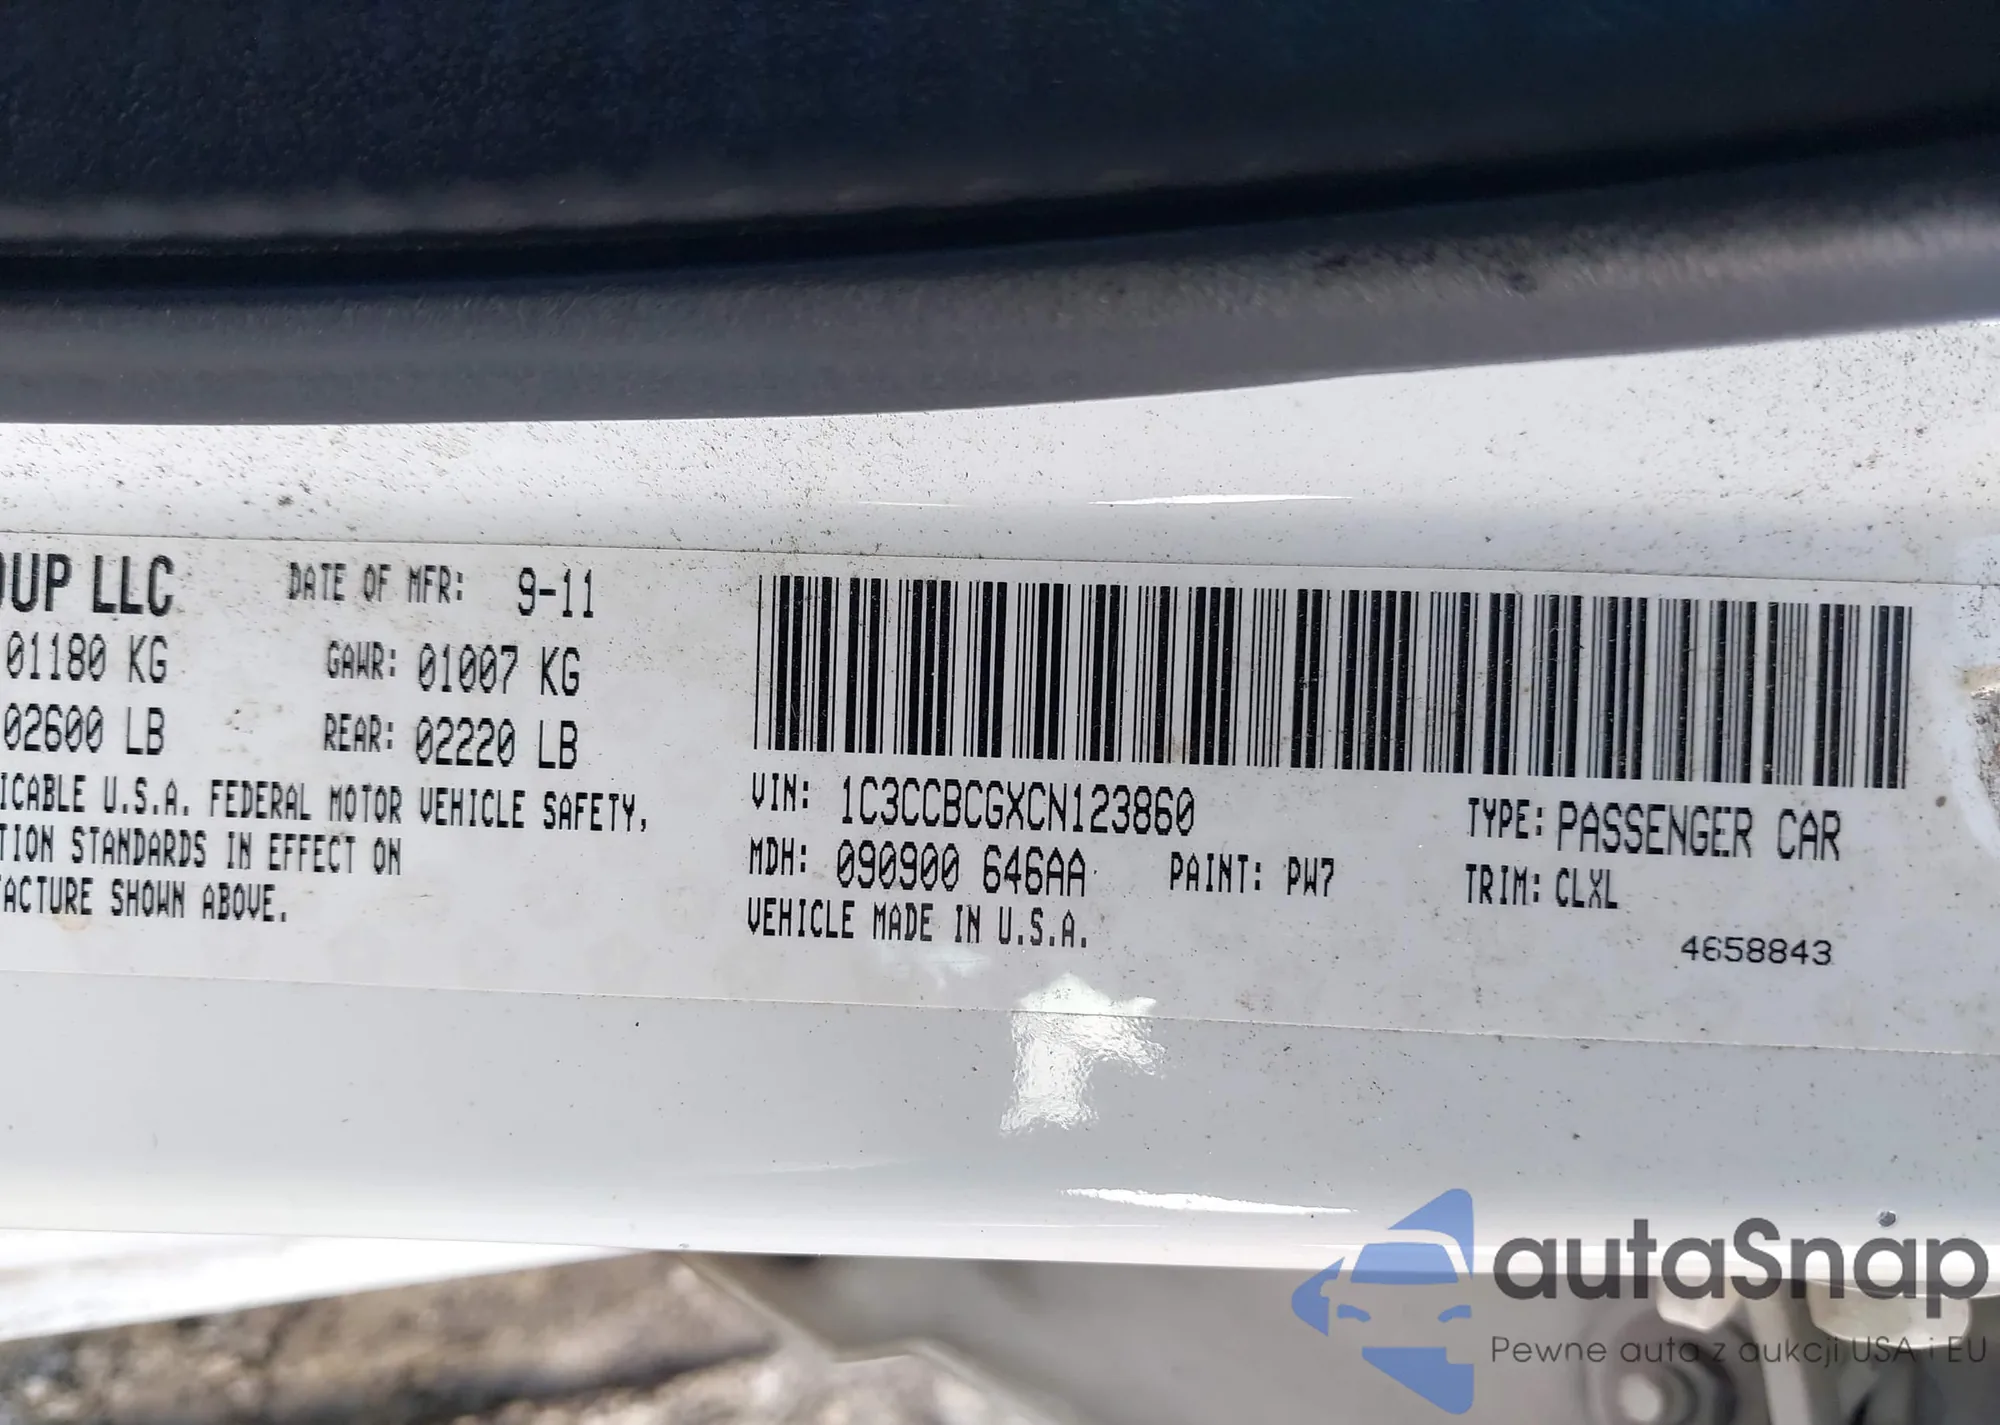 OUP LLC DATE OF MFR: 9-11
01180 KG GAWR: 01007 KG
02600 LB REAR: 02220 LB
ICABLE U.S.A. FEDERAL MOTOR VEHICLE SAFETY,
TION STANDARDS IN EFFECT ON
FACTURE SHOWN ABOVE.
VIN: 1C3CCBCGXCN123860 TYPE: PASSENGER CAR
MDH: 090900 646AA PAINT: PW7 TRIM: CLXL
VEHICLE MADE IN U.S.A.
4658843
autaSnap
Pewne auta z aukcji USA i EU